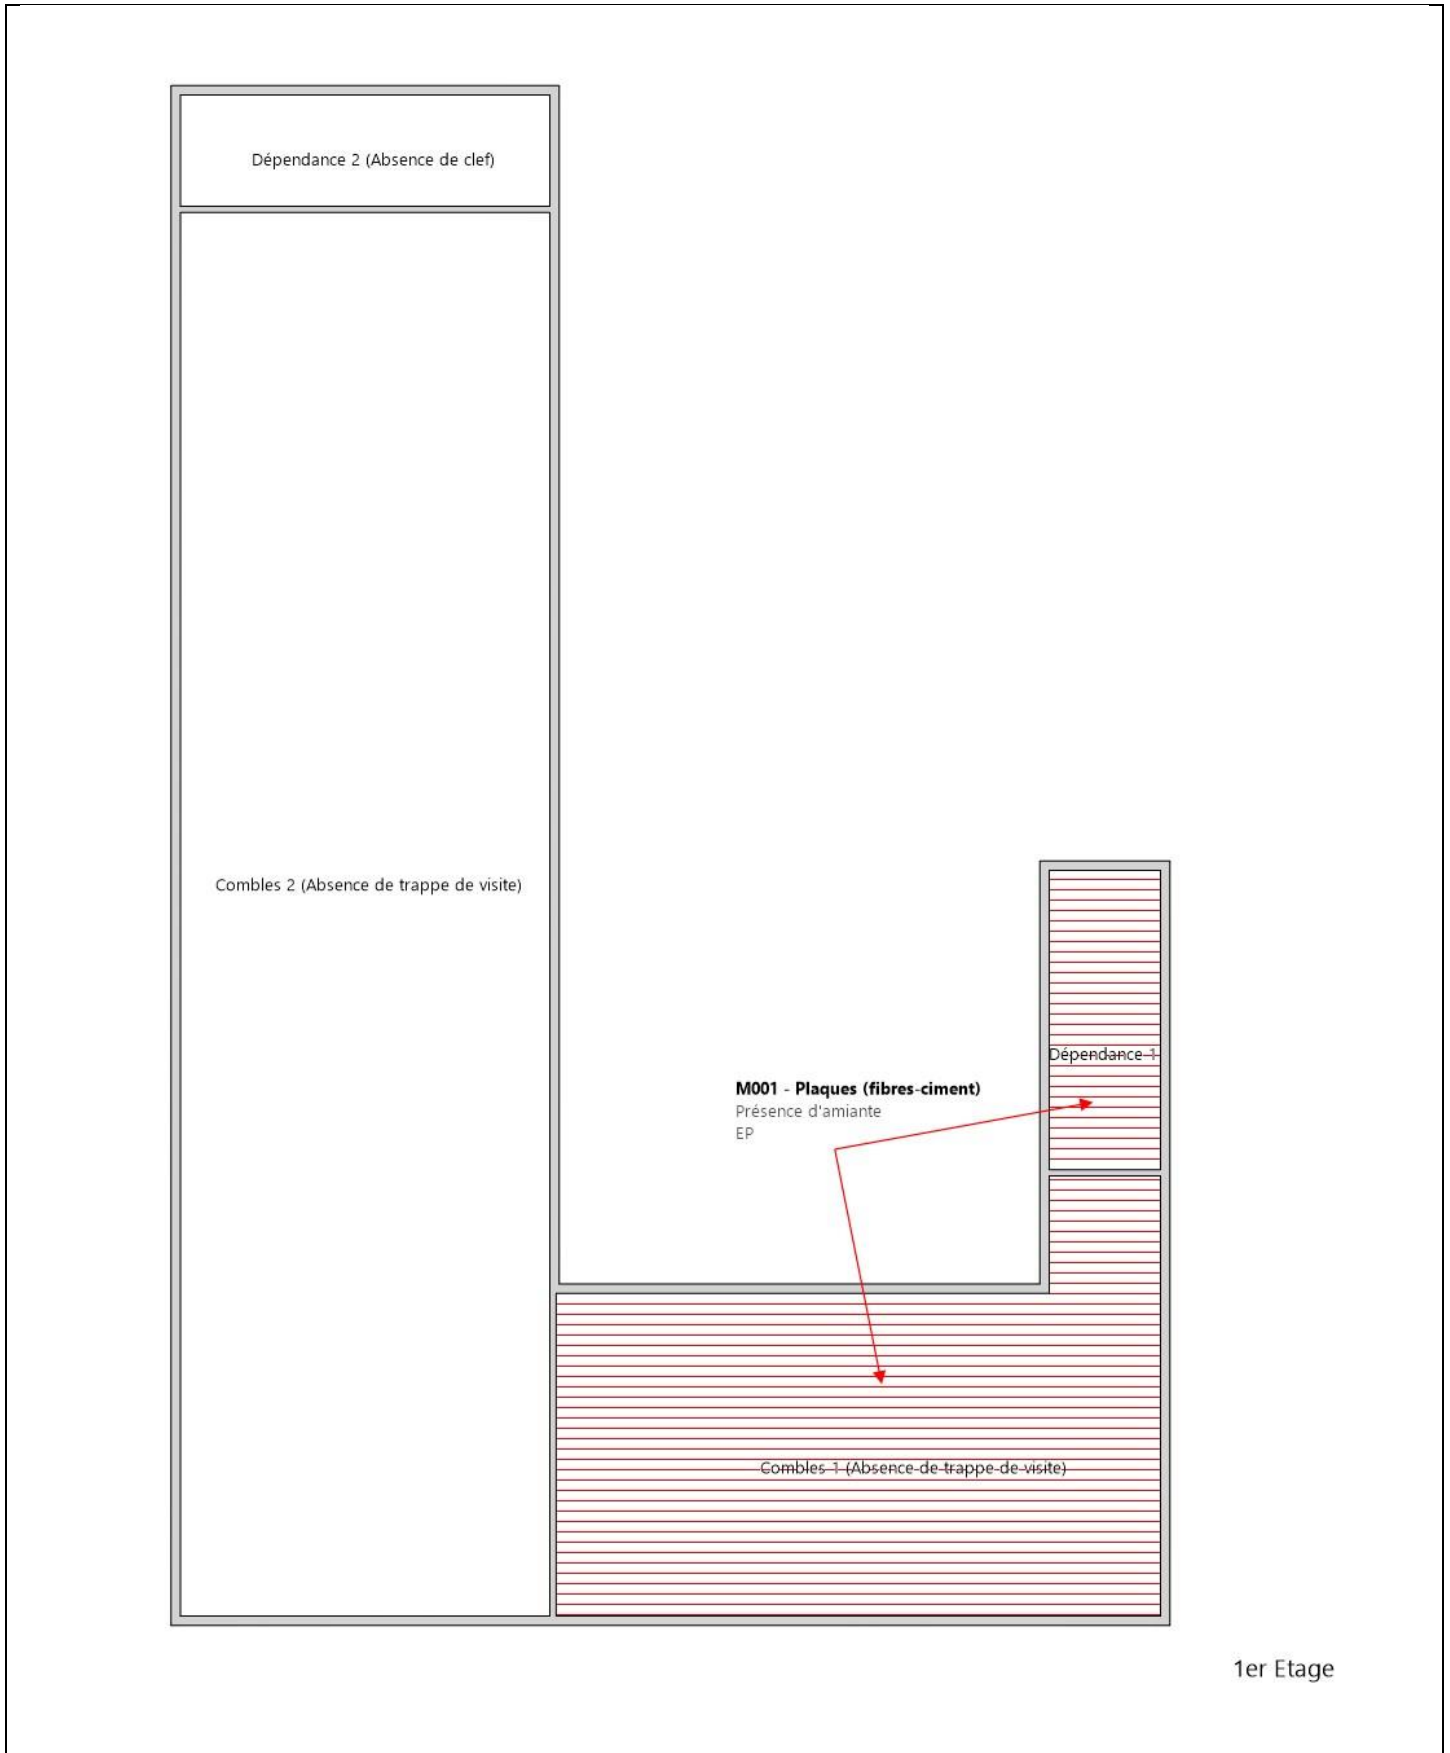 Dépendance 2 (Absence de clef)
Combles 2 (Absence de trappe de visite)
Dépendance 1
M001 - Plaques (fibres-ciment)
Présence d'amiante
EP
Combles 1 (Absence de trappe de visite)
1er Etage